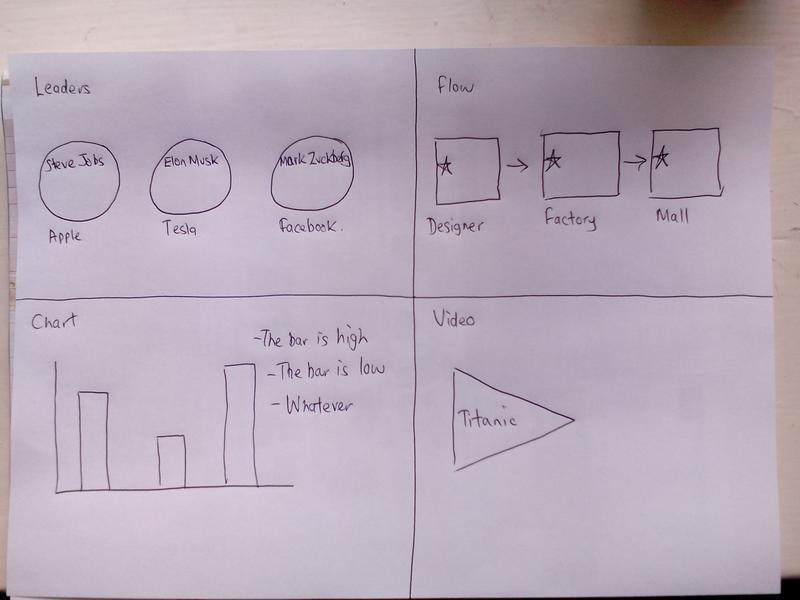 Leaders
Steve Jobs
Elon Musk
Mark Zuckberg
Apple
Tesla
Facebook.
Flow
Designer
Factory
Mall
Chart
-The bar is high
-The bar is low
- Whatever
Video
Titanic